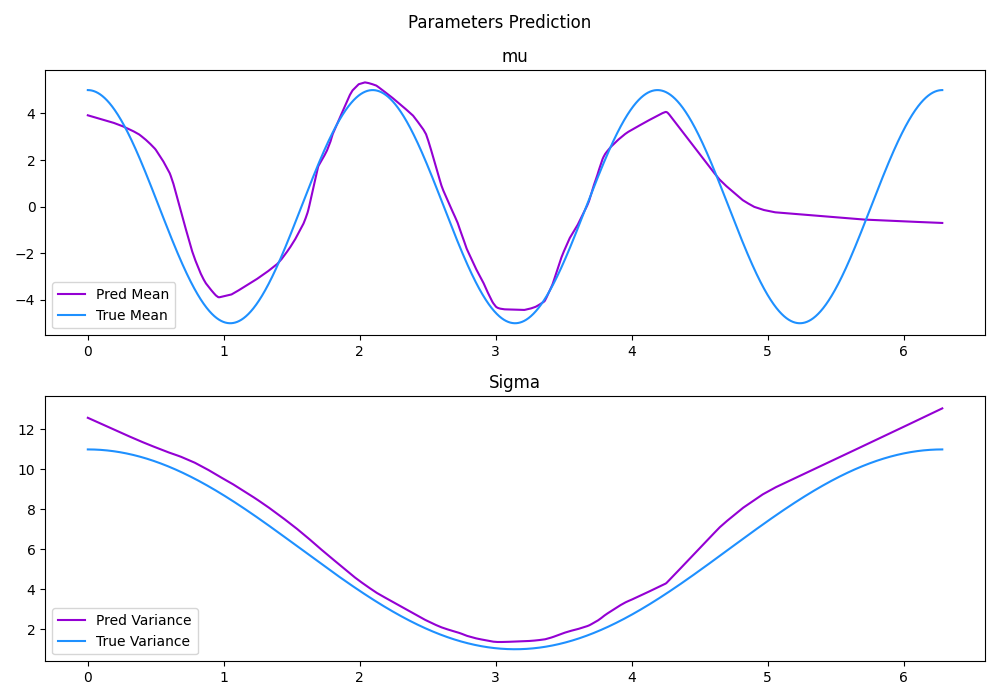 Parameters Prediction
mu
4
2
0
−2
−4
Pred Mean
True Mean
0 1 2 3 4 5 6
Sigma
12
10
8
6
4
2
Pred Variance
True Variance
0 1 2 3 4 5 6